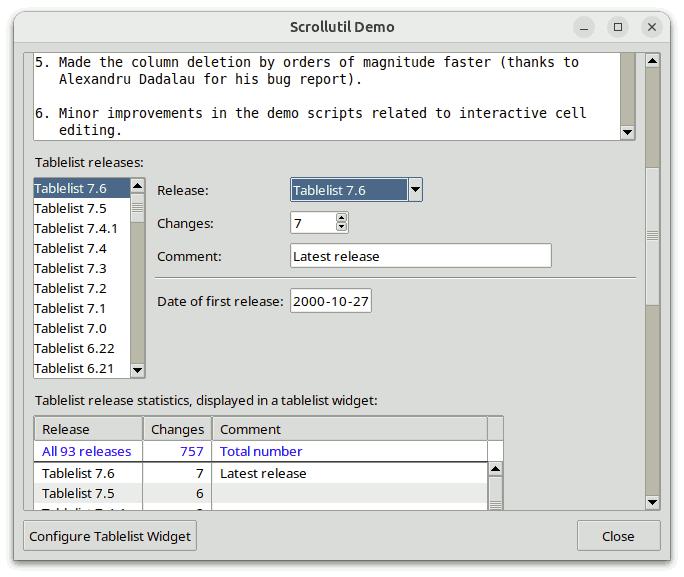 Scrollutil Demo
5. Made the column deletion by orders of magnitude faster (thanks to
Alexandru Dadalau for his bug report).
6. Minor improvements in the demo scripts related to interactive cell
editing.
Tablelist releases:
Tablelist 7.6
Tablelist 7.5
Tablelist 7.4.1
Tablelist 7.4
Tablelist 7.3
Tablelist 7.2
Tablelist 7.1
Tablelist 7.0
Tablelist 6.22
Tablelist 6.21
Release: Tablelist 7.6
Changes: 7
Comment: Latest release
Date of first release: 2000-10-27
Tablelist release statistics, displayed in a tablelist widget:
Release Changes Comment
All 93 releases 757 Total number
Tablelist 7.6 7 Latest release
Tablelist 7.5 6
Configure Tablelist Widget Close